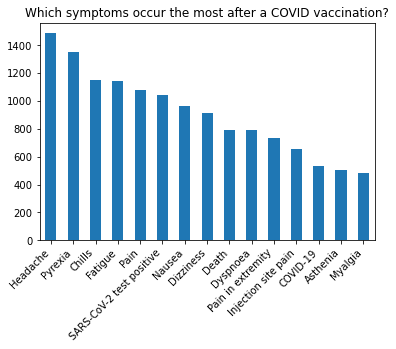 Which symptoms occur the most after a COVID vaccination?
1400
1200
1000
800
600
400
200
0
Headache
Pyrexia
Chills
Fatigue
Pain
SARS-CoV-2 test positive
Nausea
Dizziness
Death
Dyspnoea
Pain in extremity
Injection site pain
COVID-19
Asthenia
Myalgia